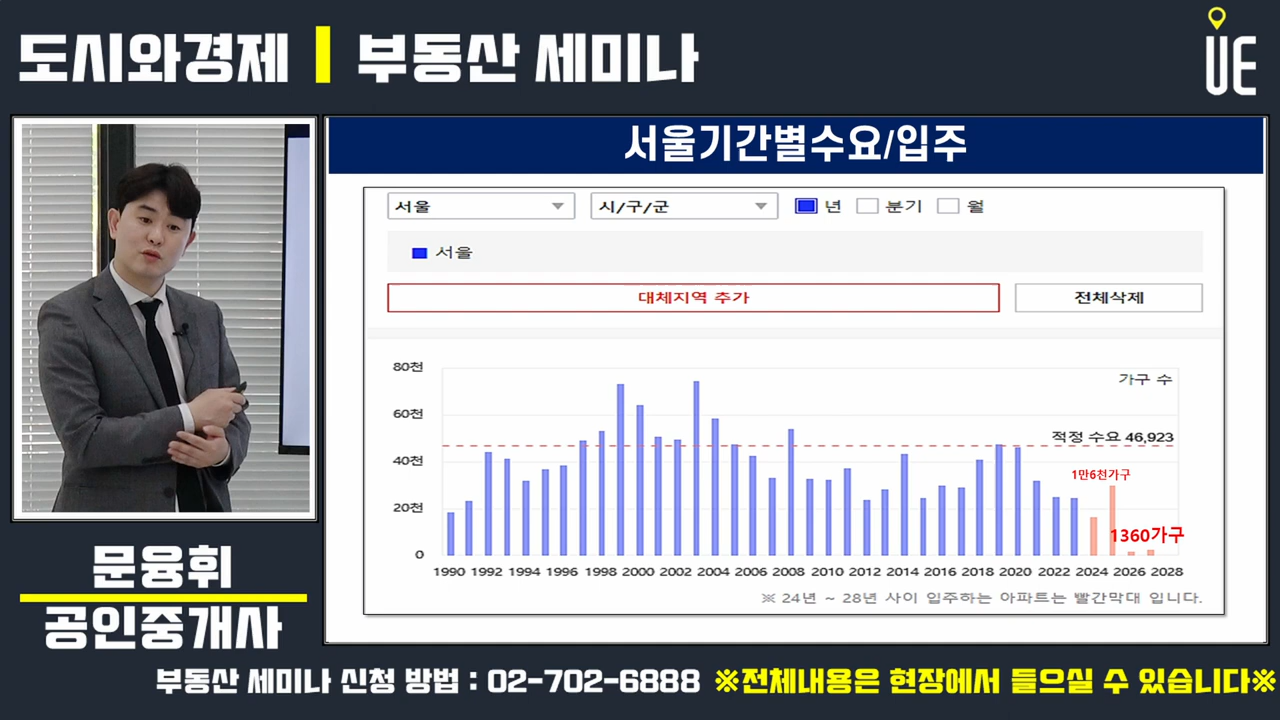 도시와경제 부동산 세미나
UE
서울기간별수요/입주
서울 시/구/군 년 분기 월
서울
대체지역 추가 전체삭제
80천
가구 수
60천
적정 수요 46,923
40천
1만6천가구
20천
1360가구
0
1990 1992 1994 1996 1998 2000 2002 2004 2006 2008 2010 2012 2014 2016 2018 2020 2022 2024 2026 2028
※ 24년 ~ 28년 사이 입주하는 아파트는 빨간막대 입니다.
문융휘
공인중개사
부동산 세미나 신청 방법 : 02-702-6888 ※전체내용은 현장에서 들으실 수 있습니다※